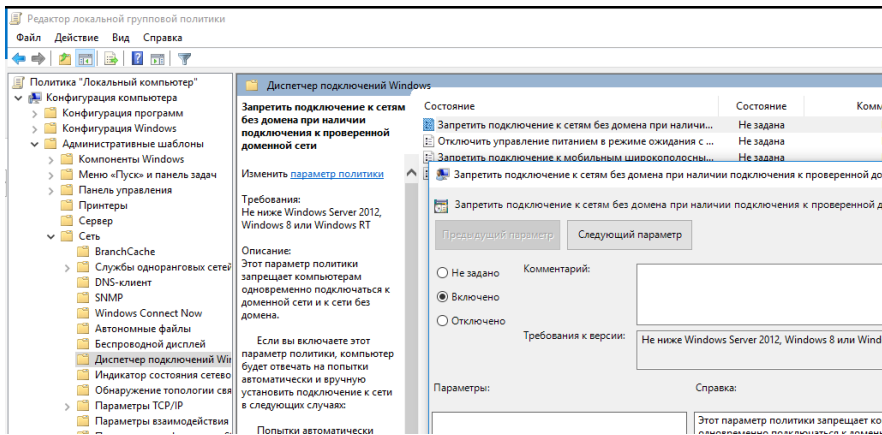 Редактор локальной групповой политики
Файл Действие Вид Справка
Политика "Локальный компьютер"
Конфигурация компьютера
Конфигурация программ
Конфигурация Windows
Административные шаблоны
Компоненты Windows
Меню «Пуск» и панель задач
Панель управления
Принтеры
Сервер
Сеть
BranchCache
Службы одноранговых сетей
DNS-клиент
SNMP
Windows Connect Now
Автономные файлы
Беспроводной дисплей
Диспетчер подключений Wir
Индикатор состояния сетево
Обнаружение топологии свя
Параметры TCP/IP
Параметры взаимодействия
Диспетчер подключений Windows
Запретить подключение к сетям
без домена при наличии
подключения к проверенной
доменной сети
Изменить параметр политики
Требования:
Не ниже Windows Server 2012,
Windows 8 или Windows RT
Описание:
Этот параметр политики
запрещает компьютерам
одновременно подключаться к
доменной сети и к сети без
домена.
Если вы включаете этот
параметр политики, компьютер
будет отвечать на попытки
автоматически и вручную
установить подключение к сети
в следующих случаях:
Попытки автоматически
Состояние Состояние Комм
Запретить подключение к сетям без домена при наличи... Не задана
Отключить управление питанием в режиме ожидания с ... Не задана
Запретить подключение к мобильным широкополосны... Не задана
Запретить подключение к сетям без домена при наличии подключения к проверенной до
Запретить подключение к сетям без домена при наличии подключения к проверенной д
Предыдущий параметр Следующий параметр
Не задано Комментарий:
Включено
Отключено
Требования к версии: Не ниже Windows Server 2012, Windows 8 или Wind
Параметры: Справка:
Этот параметр политики запрещает ко
одновременно подключаться к доменн